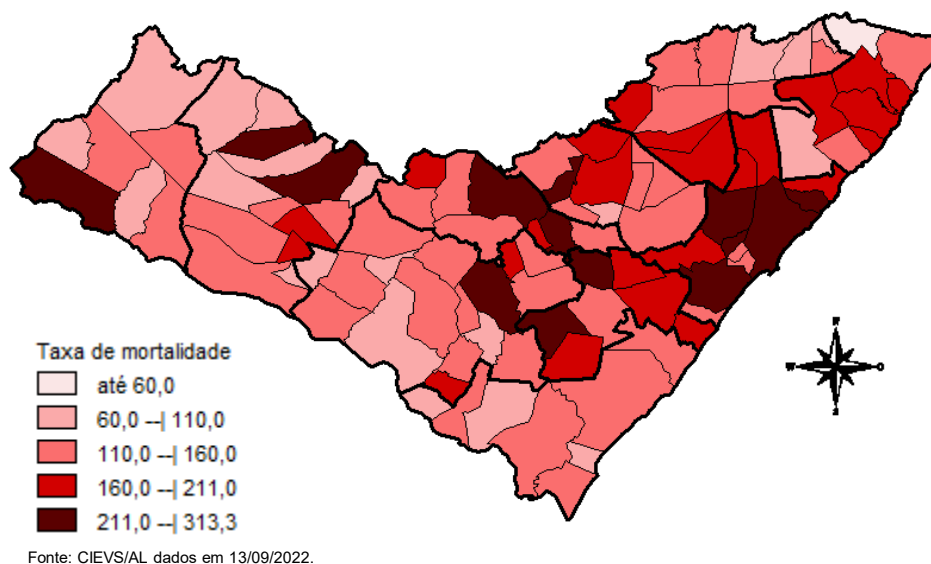 Taxa de mortalidade
até 60,0
60,0 --| 110,0
110,0 --| 160,0
160,0 --| 211,0
211,0 --| 313,3
Fonte: CIEVS/AL dados em 13/09/2022.